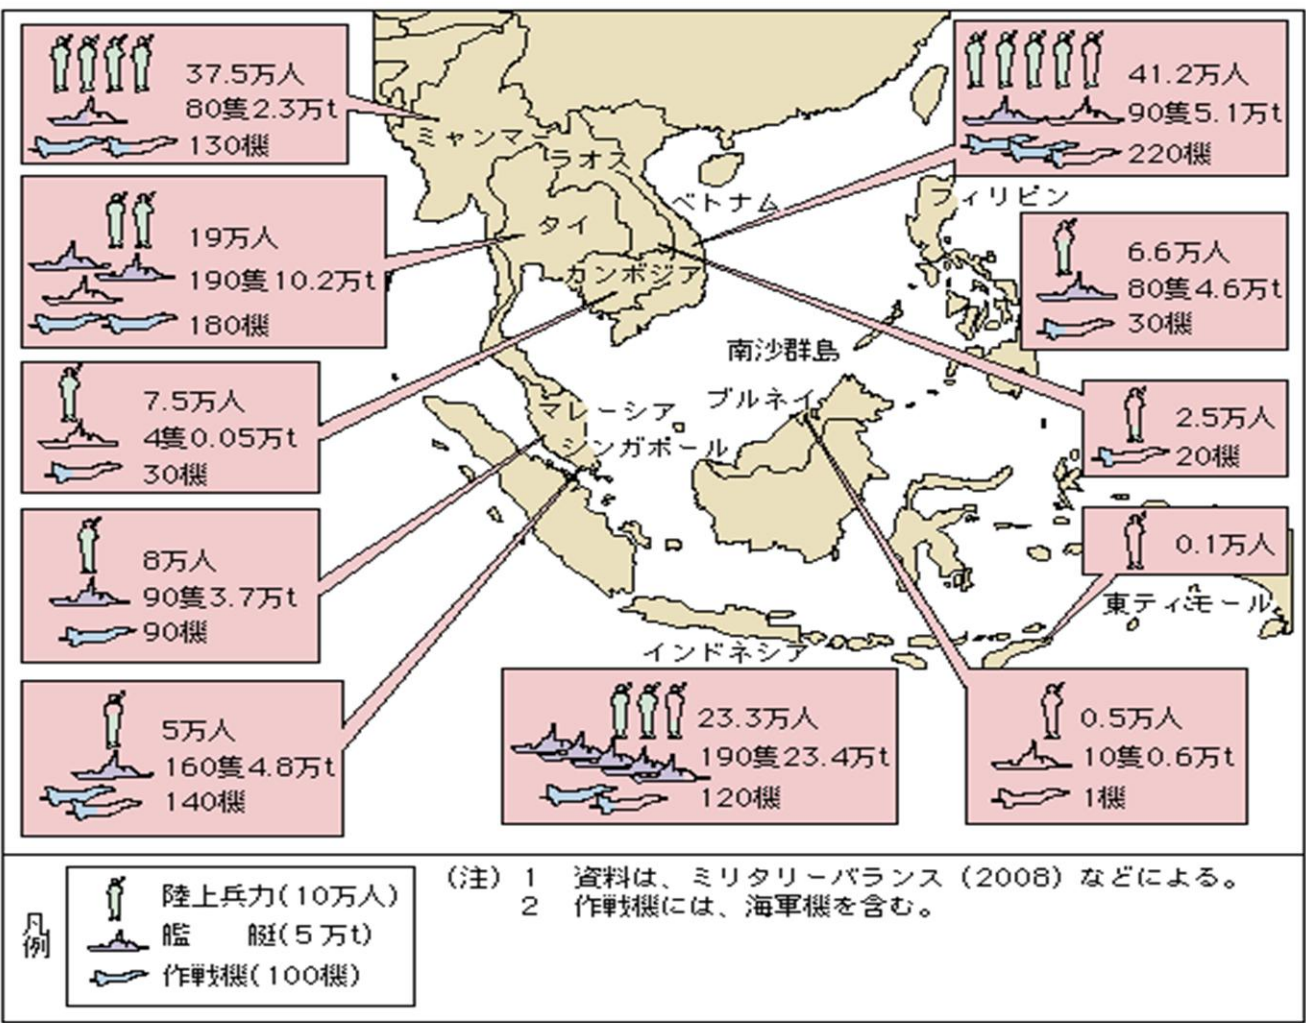 37.5万人
80隻2.3万t
130機
41.2万人
90隻5.1万t
220機
ミャンマー
ラオス
ベトナム
フィリピン
タイ
カンボジア
19万人
190隻10.2万t
180機
6.6万人
80隻4.6万t
30機
南沙群島
7.5万人
4隻0.05万t
30機
マレーシア
ブルネイ
シンガポール
2.5万人
20機
8万人
90隻3.7万t
90機
0.1万人
東ティモール
インドネシア
5万人
160隻4.8万t
140機
23.3万人
190隻23.4万t
120機
0.5万人
10隻0.6万t
1機
凡例
陸上兵力(10万人)
艦　艇(5万t)
作戦機(100機)
(注) 1　資料は、ミリタリーバランス(2008)などによる。
2　作戦機には、海軍機を含む。